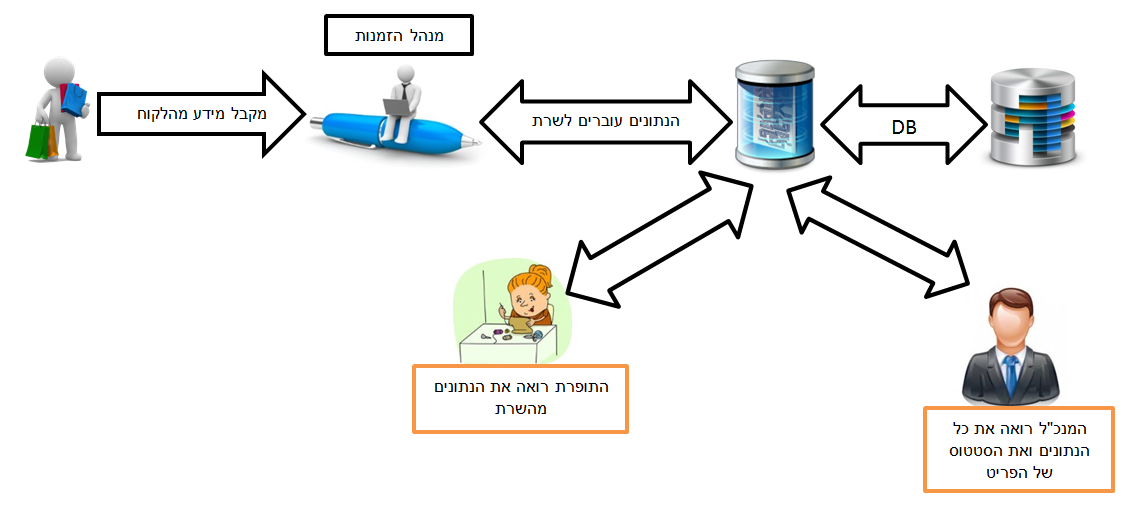 מנהל הזמנות
מקבל מידע מהלקוח
הנתונים עוברים לשרת
DB
התופרת רואה את הנתונים
מהשרת
המנכ"ל רואה את כל
הנתונים ואת הסטטוס
של הפריט